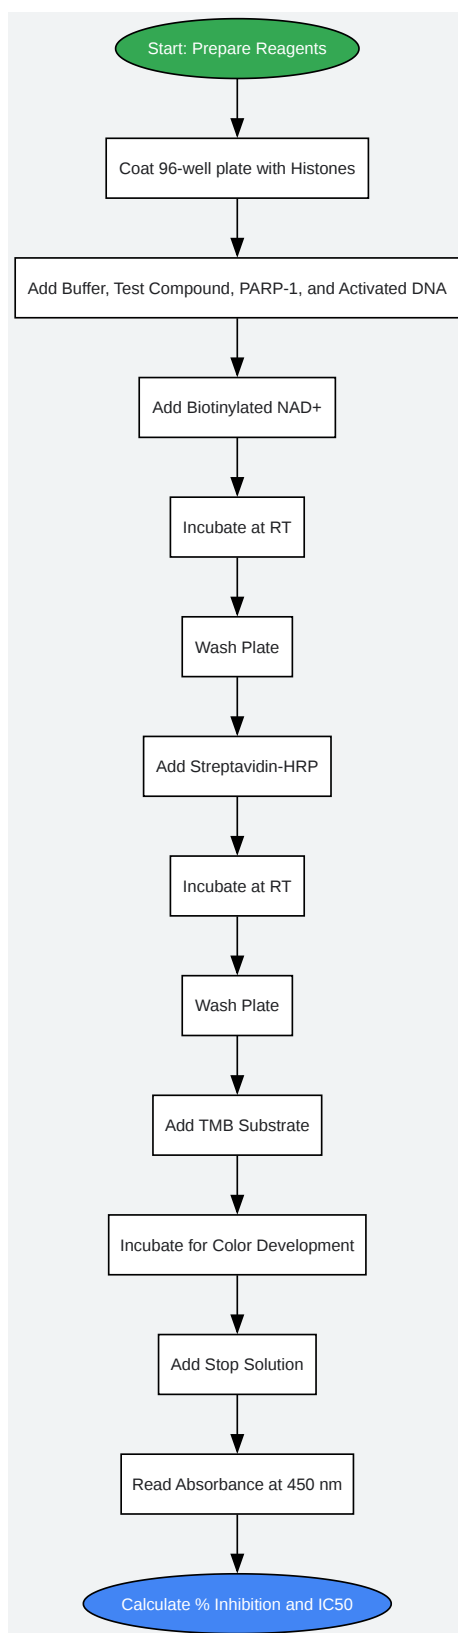 Start: Prepare Reagents
Coat 96-well plate with Histones
Add Buffer, Test Compound, PARP-1, and Activated DNA
Add Biotinylated NAD+
Incubate at RT
Wash Plate
Add Streptavidin-HRP
Incubate at RT
Wash Plate
Add TMB Substrate
Incubate for Color Development
Add Stop Solution
Read Absorbance at 450 nm
Calculate % Inhibition and IC50